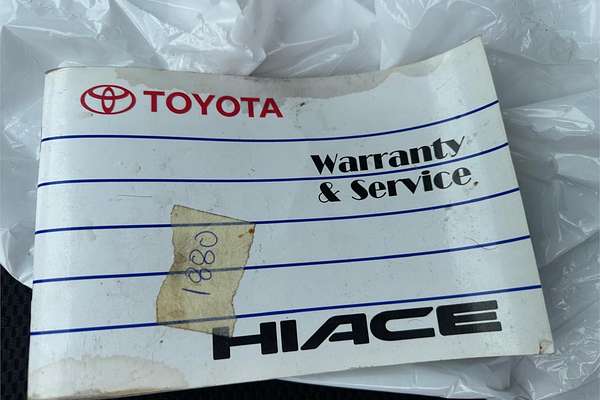 TOYOTA
Warranty
& Service
1880
HIACE